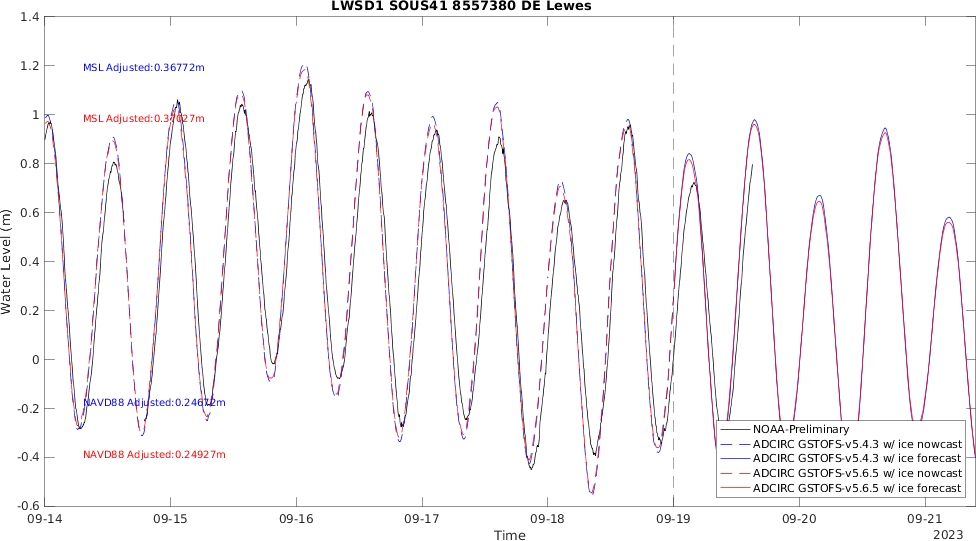 LWSD1 SOUS41 8557380 DE Lewes
1.4
1.2
1
0.8
0.6
0.4
0.2
0
-0.2
-0.4
-0.6
Water Level (m)
MSL Adjusted:0.36772m
MSL Adjusted:0.37027m
NAVD88 Adjusted:0.24672m
NAVD88 Adjusted:0.24927m
NOAA-Preliminary
ADCIRC GSTOFS-v5.4.3 w/ ice nowcast
ADCIRC GSTOFS-v5.4.3 w/ ice forecast
ADCIRC GSTOFS-v5.6.5 w/ ice nowcast
ADCIRC GSTOFS-v5.6.5 w/ ice forecast
09-14 09-15 09-16 09-17 09-18 09-19 09-20 09-21
Time
2023